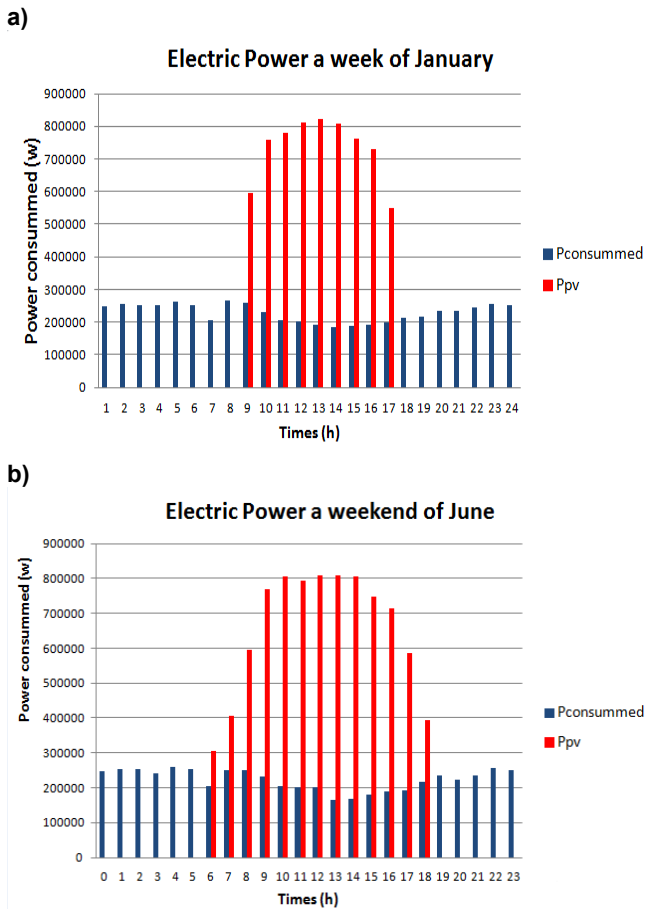 a)
Electric Power a week of January
Power consummed (w)
900000
800000
700000
600000
500000
400000
300000
200000
100000
0
1 2 3 4 5 6 7 8 9 10 11 12 13 14 15 16 17 18 19 20 21 22 23 24
Times (h)
Pconsummed
Ppv
b)
Electric Power a weekend of June
Power consummed (w)
900000
800000
700000
600000
500000
400000
300000
200000
100000
0
0 1 2 3 4 5 6 7 8 9 10 11 12 13 14 15 16 17 18 19 20 21 22 23
Times (h)
Pconsummed
Ppv